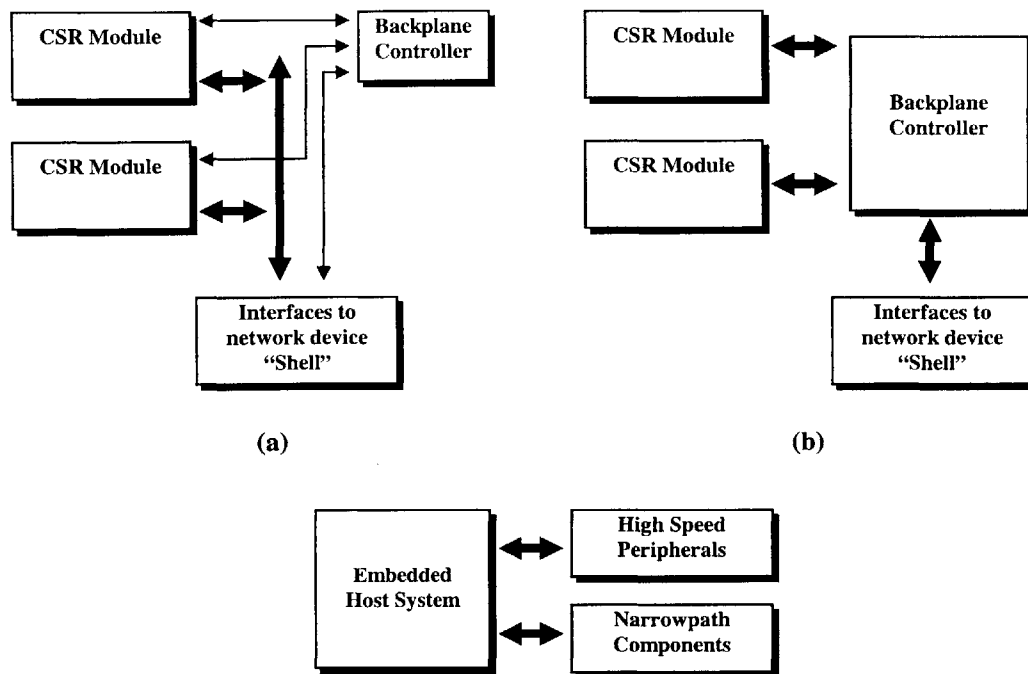 CSR Module
Backplane
Controller
CSR Module
Interfaces to
network device
“Shell”
(a)
CSR Module
Backplane
Controller
CSR Module
Interfaces to
network device
“Shell”
(b)
Embedded
Host System
High Speed
Peripherals
Narrowpath
Components